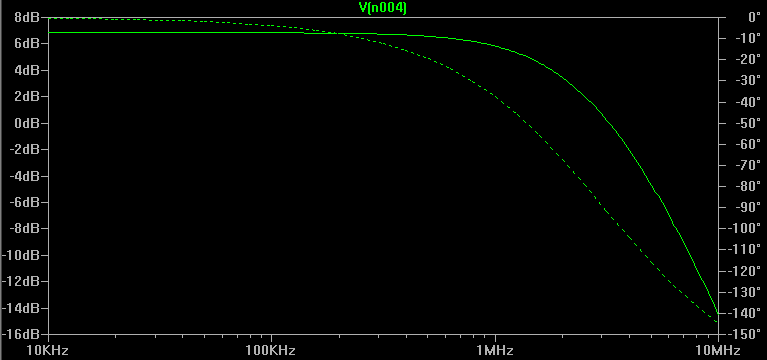 V(n004)
8dB 0°
6dB -10°
4dB -20°
2dB -30°
0dB -40°
-2dB -50°
-4dB -60°
-6dB -70°
-8dB -80°
-10dB -90°
-12dB -100°
-14dB -110°
-16dB -120°
-130°
-140°
-150°
10KHz 100KHz 1MHz 10MHz